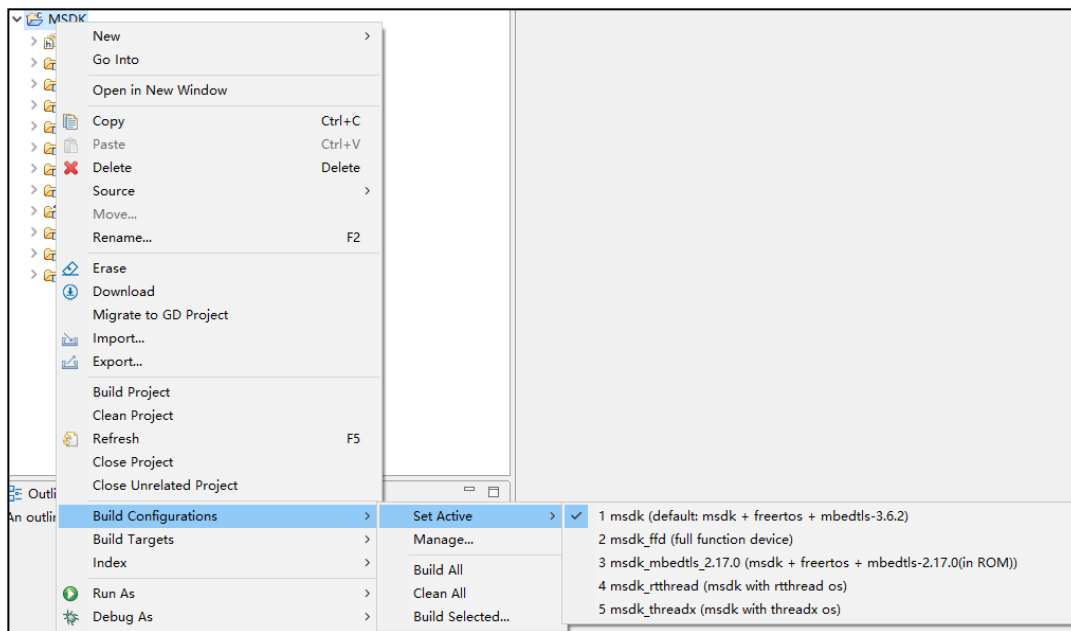 MSDK
New
Go Into
Open in New Window
Copy Ctrl+C
Paste Ctrl+V
Delete Delete
Source
Move...
Rename... F2
Erase
Download
Migrate to GD Project
Import...
Export...
Build Project
Clean Project
Refresh F5
Close Project
Close Unrelated Project
Outli
An outlin
Build Configurations
Build Targets
Index
Run As
Debug As
Set Active
Manage...
Build All
Clean All
Build Selected...
1 msdk (default: msdk + freertos + mbedtls-3.6.2)
2 msdk_ffd (full function device)
3 msdk_mbedtls_2.17.0 (msdk + freertos + mbedtls-2.17.0(in ROM))
4 msdk_rtthread (msdk with rtthread os)
5 msdk_threadx (msdk with threadx os)